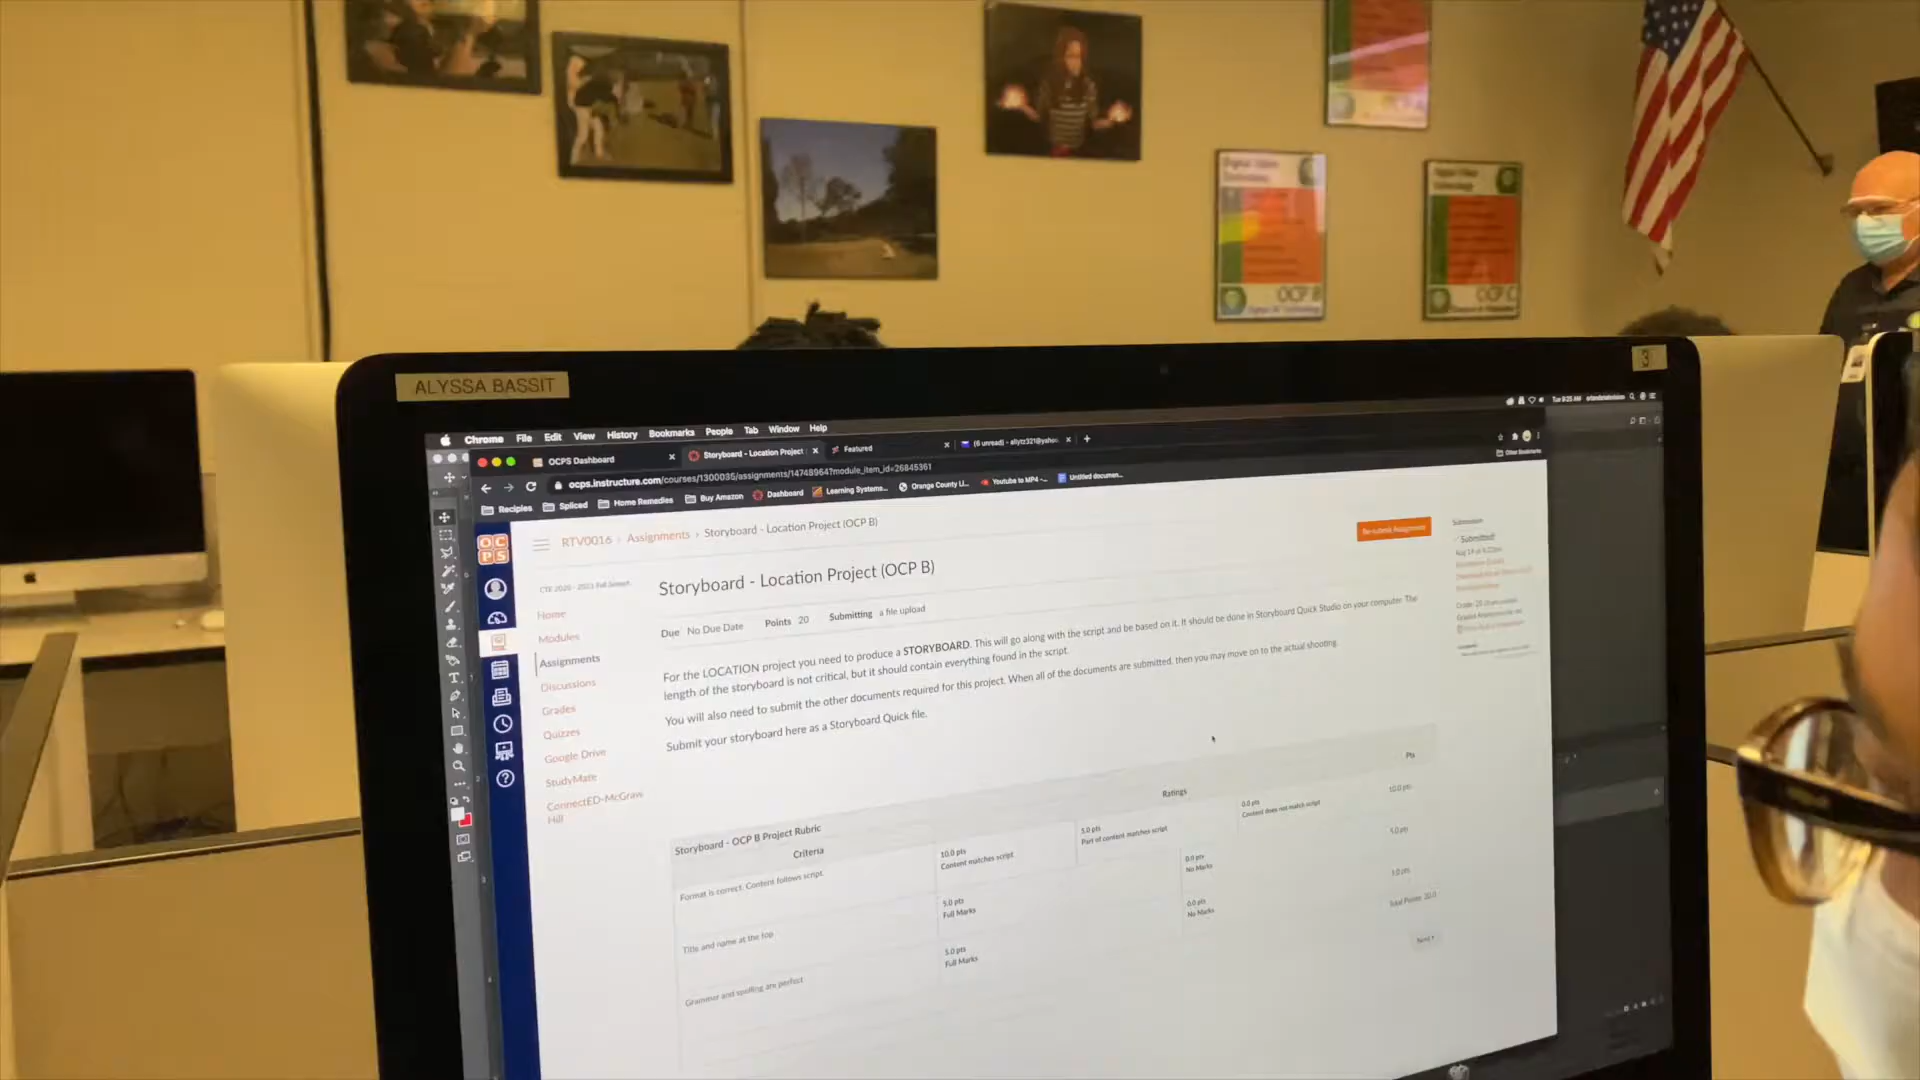 OCP B
OCP C
ALYSSA BASSIT
3
Chrome File Edit View History Bookmarks People Tab Window Help
OCPS Dashboard
Storyboard - Location Project
Featured
ocps.instructure.com/courses/1300035/assignments/14748964?module_item_id=26845361
Recipies
Spliced
Home Remedies
Buy Amazon
Dashboard
Learning Systems...
Orange County Li...
Youtube to MP4 -...
Untitled documen...
Other Bookmarks
OC
PS
RTV0016 › Assignments › Storyboard - Location Project (OCP B)
Re-submit Assignment
Home
Modules
Assignments
Discussions
Grades
Quizzes
Google Drive
StudyMate
ConnectED-McGraw
Hill
Storyboard - Location Project (OCP B)
Due No Due Date Points 20 Submitting a file upload
For the LOCATION project you need to produce a STORYBOARD. This will go along with the script and be based on it. It should be done in Storyboard Quick Studio on your computer. The
length of the storyboard is not critical, but it should contain everything found in the script.
You will also need to submit the other documents required for this project. When all of the documents are submitted, then you may move on to the actual shooting.
Submit your storyboard here as a Storyboard Quick file.
Submission
Submitted!
Storyboard - OCP B Project Rubric
Criteria
Ratings
Pts
Format is correct. Content follows script.
10.0 pts
Content matches script
5.0 pts
Part of content matches script
0.0 pts
Content does not match script
10.0 pts
Title and name at the top
5.0 pts
Full Marks
0.0 pts
No Marks
5.0 pts
Grammer and spelling are perfect
5.0 pts
Full Marks
0.0 pts
No Marks
5.0 pts
Total Points: 20.0
Next